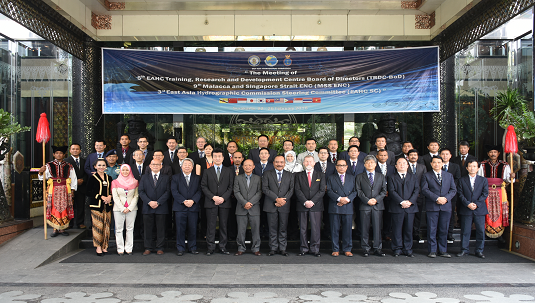 " The Meeting of
6th EAHC Training, Research and Development Centre Board of Directors (TRDC-BoD)
9th Malacca and Singapore Strait ENC (MSS ENC)
3rd East Asia Hydrographic Commission Steering Committee (EAHC SC)